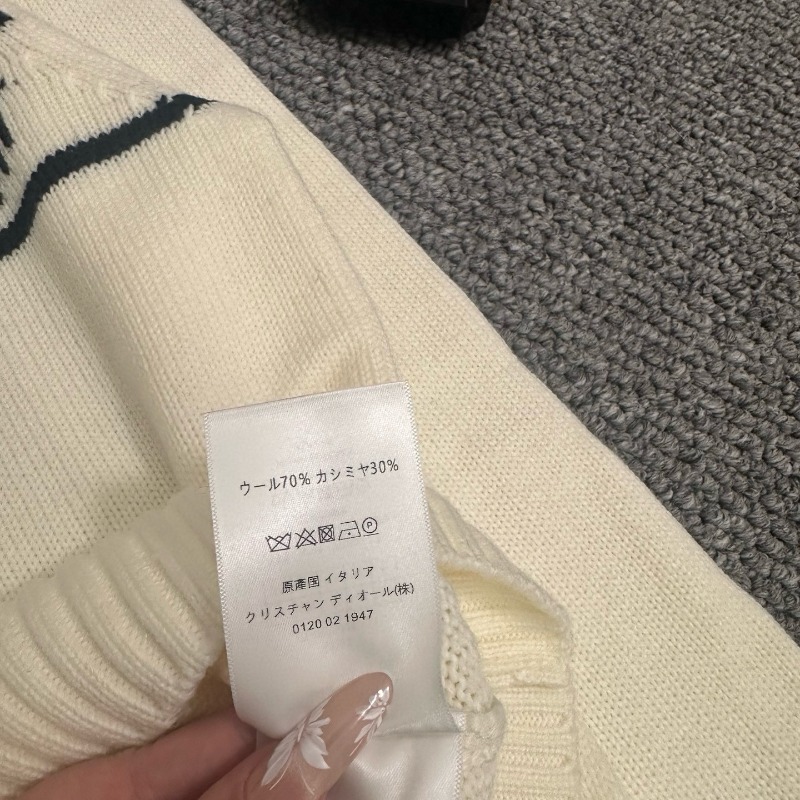 ウール70% カシミヤ30%
原產国 イタリア
クリスチャン ディオール(株)
0120 02 1947